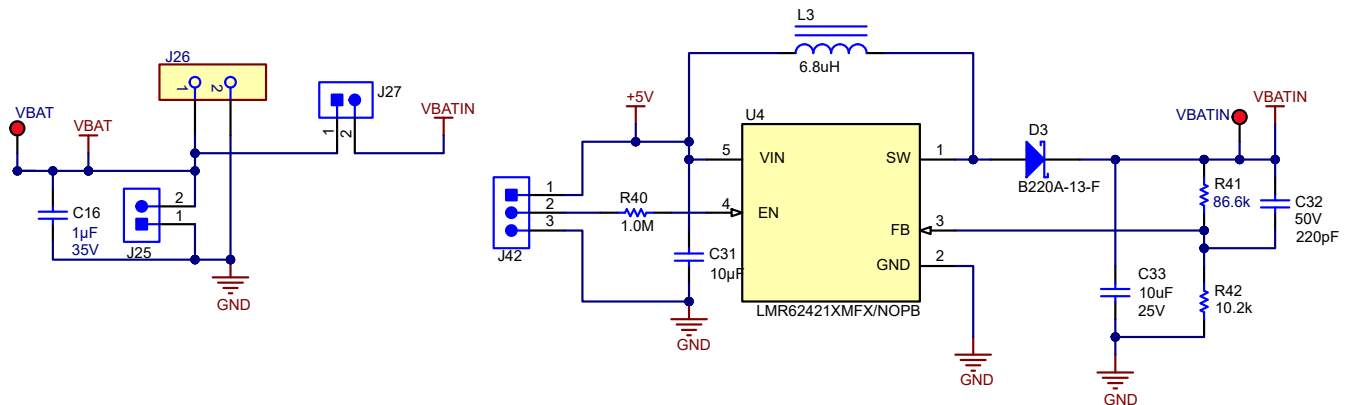 J26
1
2
VBAT
VBAT
J27
1
2
VBATIN
C16
1µF
35V
2
1
J25
GND
L3
6.8uH
+5V
U4
VIN
SW
EN
FB
GND
5
4
1
3
2
LMR62421XMFX/NOPB
1
2
3
J42
R40
1.0M
C31
10µF
GND
GND
D3
B220A-13-F
VBATIN
VBATIN
R41
86.6k
C32
50V
220pF
C33
10uF
25V
R42
10.2k
GND